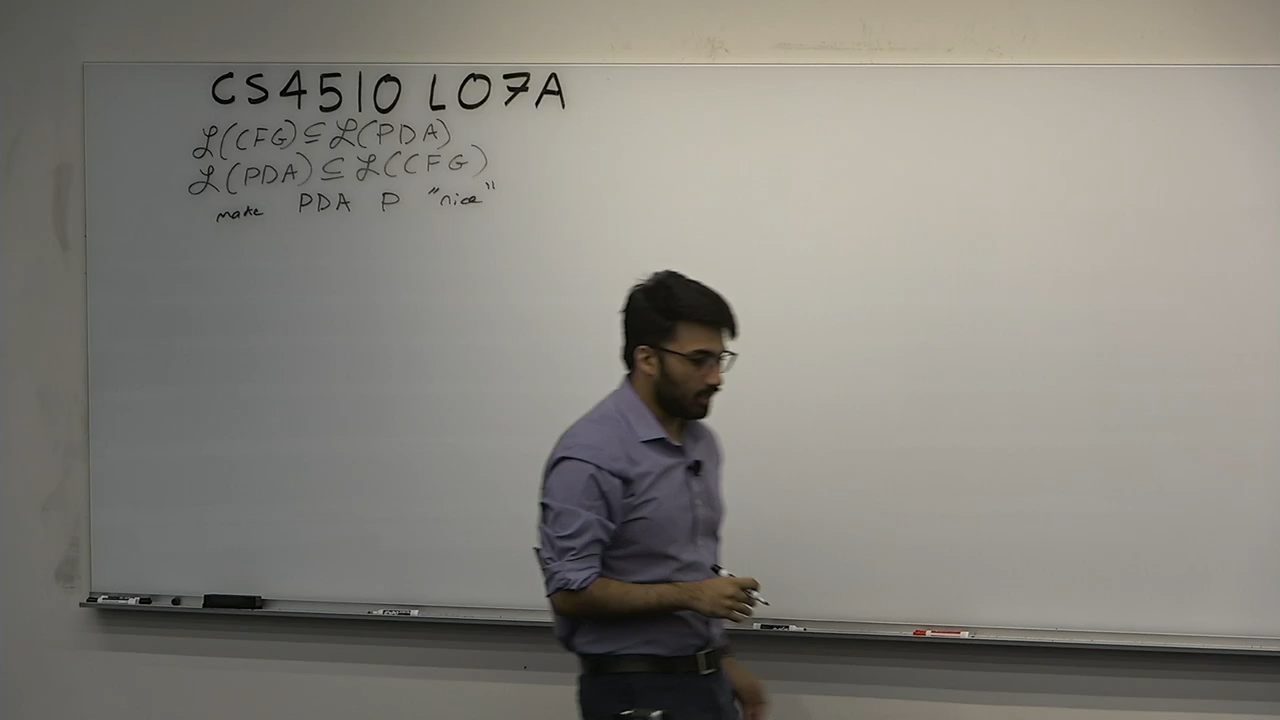 CS4510 L07A
ℒ(CFG) ⊆ ℒ(PDA)
ℒ(PDA) ⊆ ℒ(CFG)
make PDA P "nice"